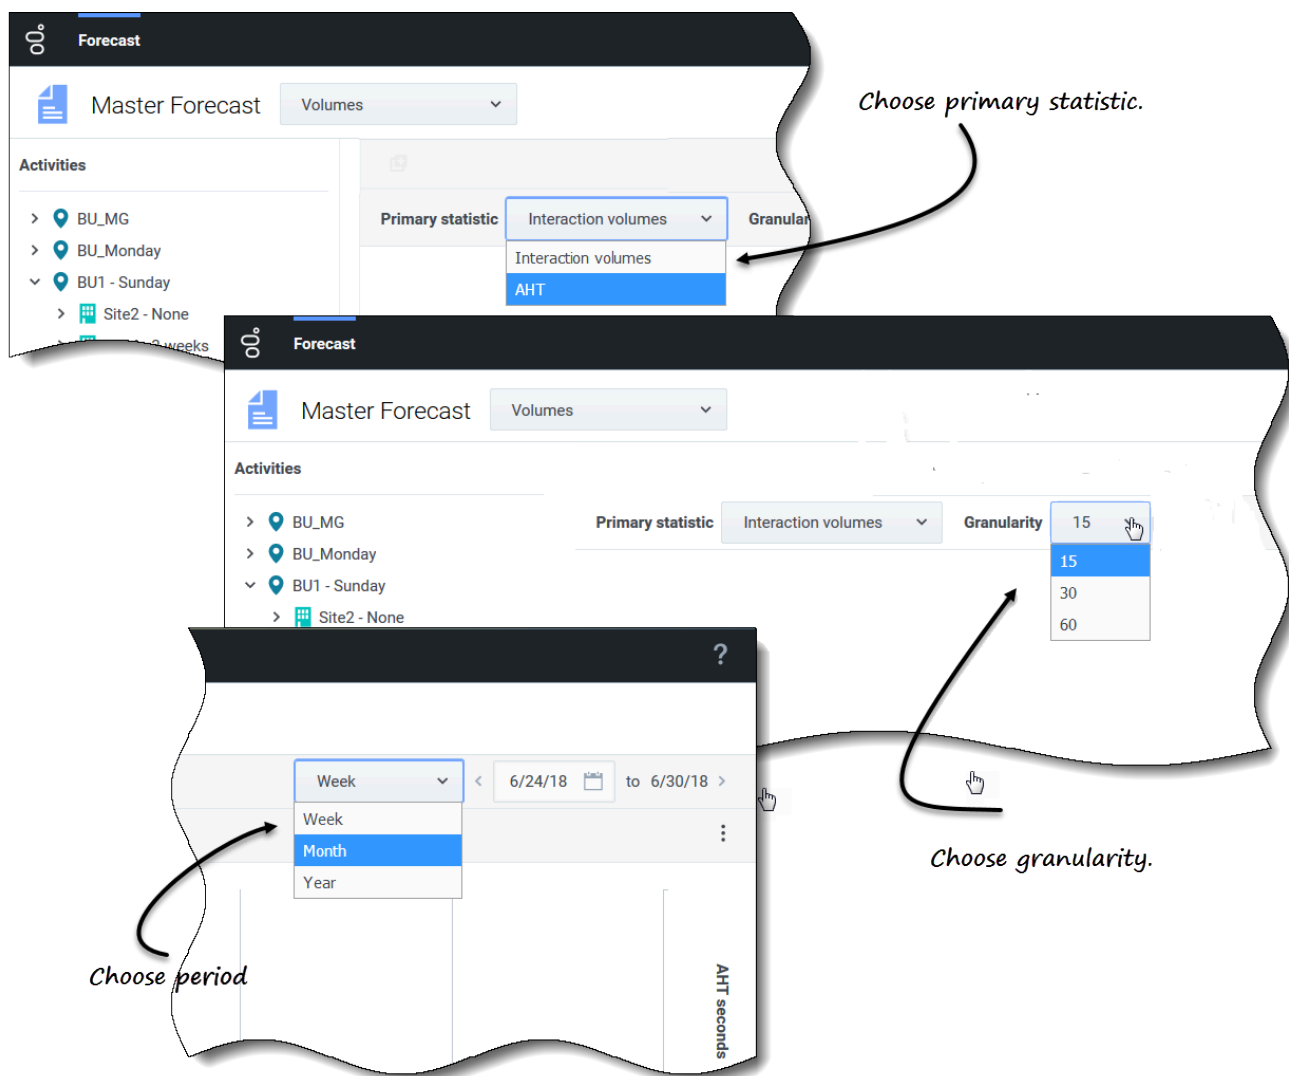 Forecast
Master Forecast Volumes
Choose primary statistic.
Activities
BU_MG
Primary statistic Interaction volumes Granular
BU_Monday
Interaction volumes
BU1 - Sunday
AHT
Site2 - None
weeks
Forecast
Master Forecast Volumes
Activities
BU_MG
Primary statistic Interaction volumes Granularity 15
BU_Monday
15
BU1 - Sunday
30
Site2 - None
60
?
Week < 6/24/18 to 6/30/18 >
Week
Month
Year
Choose granularity.
Choose period
AHT seconds